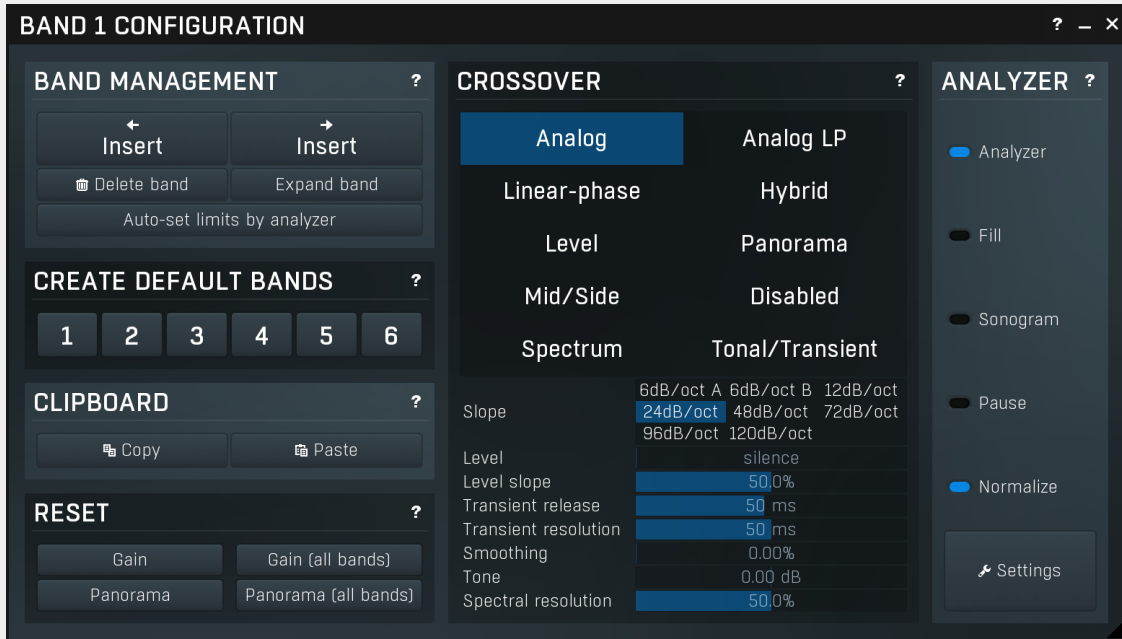 BAND 1 CONFIGURATION
?
BAND MANAGEMENT ?
Insert Insert
Delete band Expand band
Auto-set limits by analyzer
CREATE DEFAULT BANDS ?
1 2 3 4 5 6
CLIPBOARD ?
Copy Paste
RESET ?
Gain Gain (all bands)
Panorama Panorama (all bands)
CROSSOVER ?
Analog Analog LP
Linear-phase Hybrid
Level Panorama
Mid/Side Disabled
Spectrum Tonal/Transient
6dB/oct A 6dB/oct B 12dB/oct
Slope 24dB/oct 48dB/oct 72dB/oct
96dB/oct 120dB/oct
Level silence
Level slope 50.0%
Transient release 50 ms
Transient resolution 50 ms
Smoothing 0.00%
Tone 0.00 dB
Spectral resolution 50.0%
ANALYZER ?
Analyzer
Fill
Sonogram
Pause
Normalize
Settings